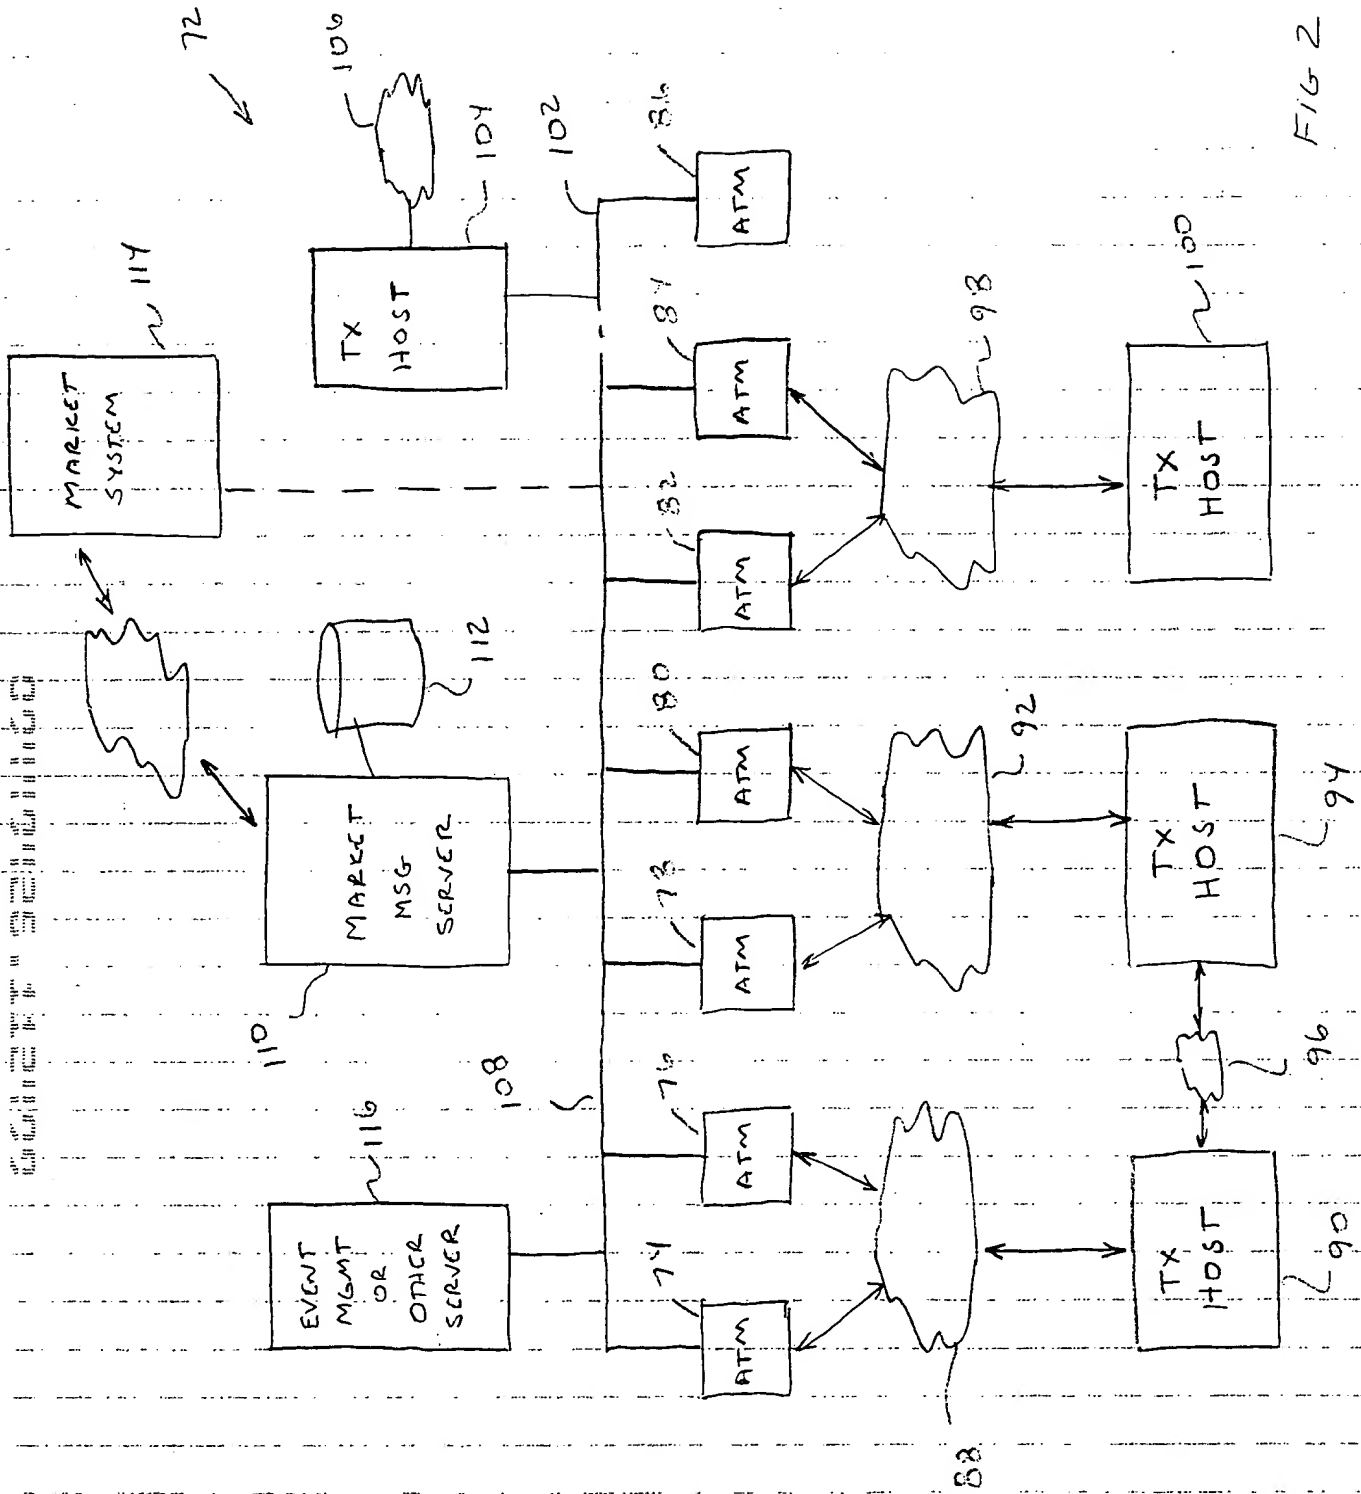 MARKET
SYSTEM
114
72
EVENT
MGMT
OR
OTHER
SERVER
116
110
MARKET
MSG
SERVER
112
TX
HOST
106
104
108
102
74
76
78
80
82
84
86
ATM
ATM
ATM
ATM
ATM
ATM
ATM
88
92
98
TX
HOST
90
96
TX
HOST
94
TX
HOST
100
FIG 2